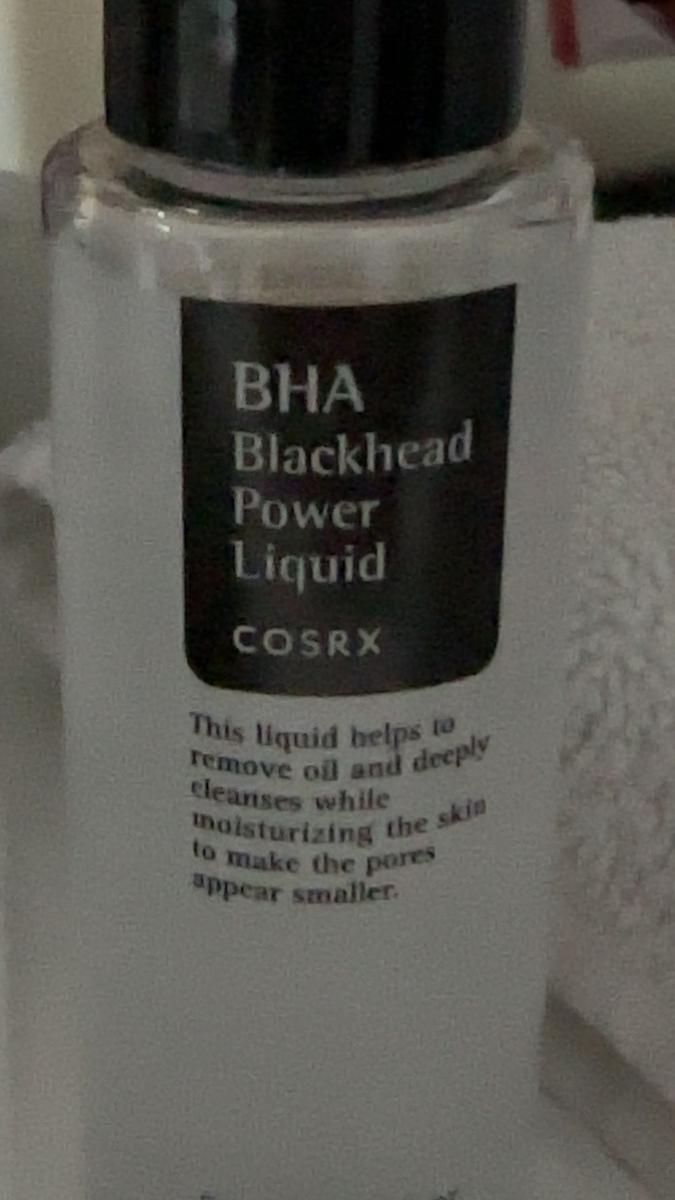 BHA
Blackhead
Power
Liquid
COSRX
This liquid helps to
remove oil and deeply
cleanses while
moisturizing the skin
to make the pores
appear smaller.